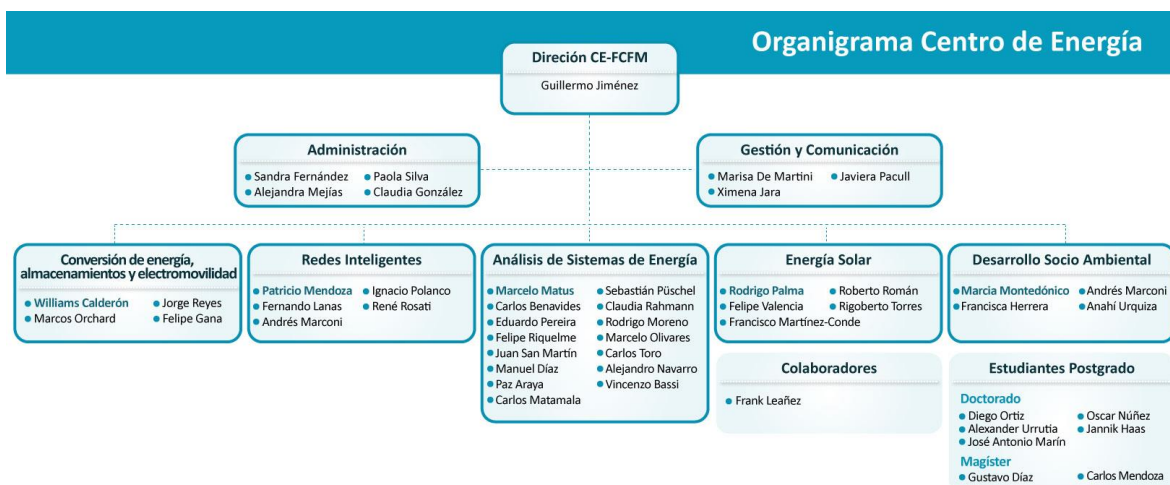 Organigrama Centro de Energía
Direción CE-FCFM
Guillermo Jiménez
Administración
Sandra Fernández
Paola Silva
Alejandra Mejías
Claudia González
Gestión y Comunicación
Marisa De Martini
Javiera Pacull
Ximena Jara
Conversión de energía,
almacenamientos y electromovilidad
Williams Calderón
Jorge Reyes
Marcos Orchard
Felipe Gana
Redes Inteligentes
Patricio Mendoza
Ignacio Polanco
Fernando Lanas
René Rosati
Andrés Marconi
Análisis de Sistemas de Energía
Marcelo Matus
Sebastián Püschel
Carlos Benavides
Claudia Rahmann
Eduardo Pereira
Rodrigo Moreno
Felipe Riquelme
Marcelo Olivares
Juan San Martín
Carlos Toro
Manuel Díaz
Alejandro Navarro
Paz Araya
Vincenzo Bassi
Carlos Matamala
Energía Solar
Rodrigo Palma
Roberto Román
Felipe Valencia
Rigoberto Torres
Francisco Martínez-Conde
Desarrollo Socio Ambiental
Marcia Montedónico
Andrés Marconi
Francisca Herrera
Anahí Urquiza
Colaboradores
Frank Leañez
Estudiantes Postgrado
Doctorado
Diego Ortiz
Oscar Núñez
Alexander Urrutia
Jannik Haas
José Antonio Marín
Magíster
Gustavo Díaz
Carlos Mendoza